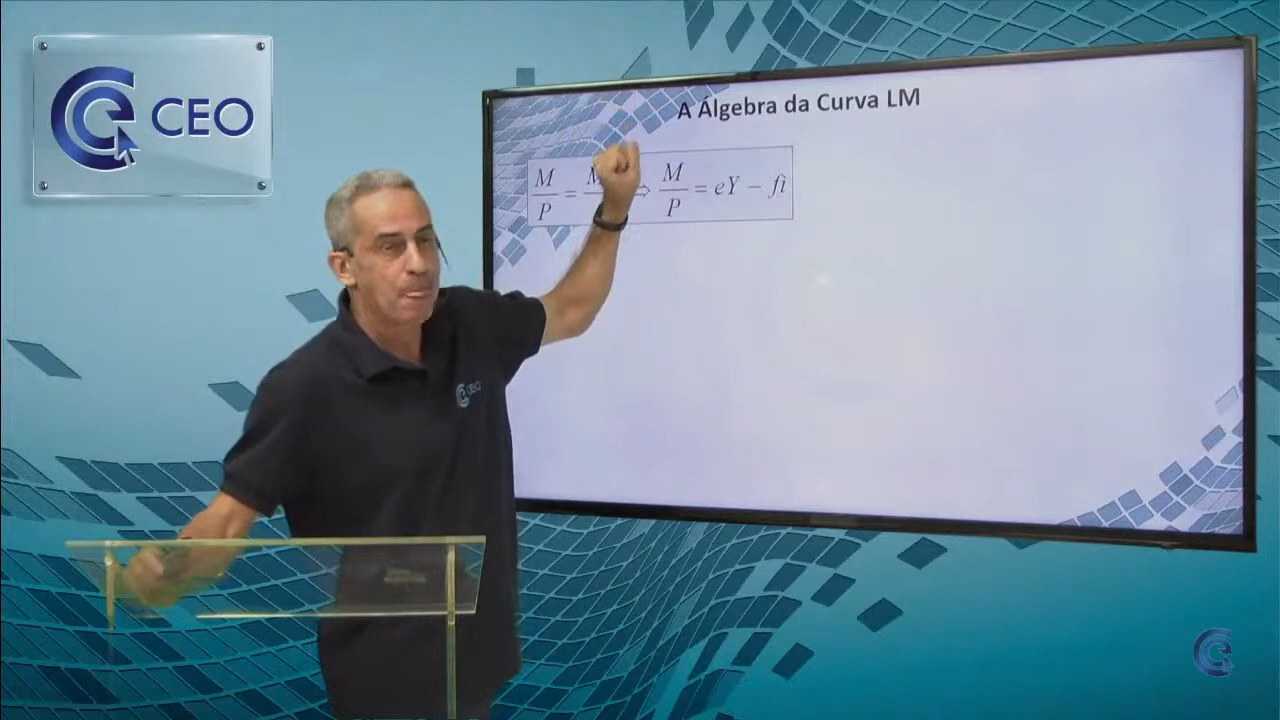 CEO
A Álgebra da Curva LM
M/P = M ⇒ M/P = eY − fi
CEO